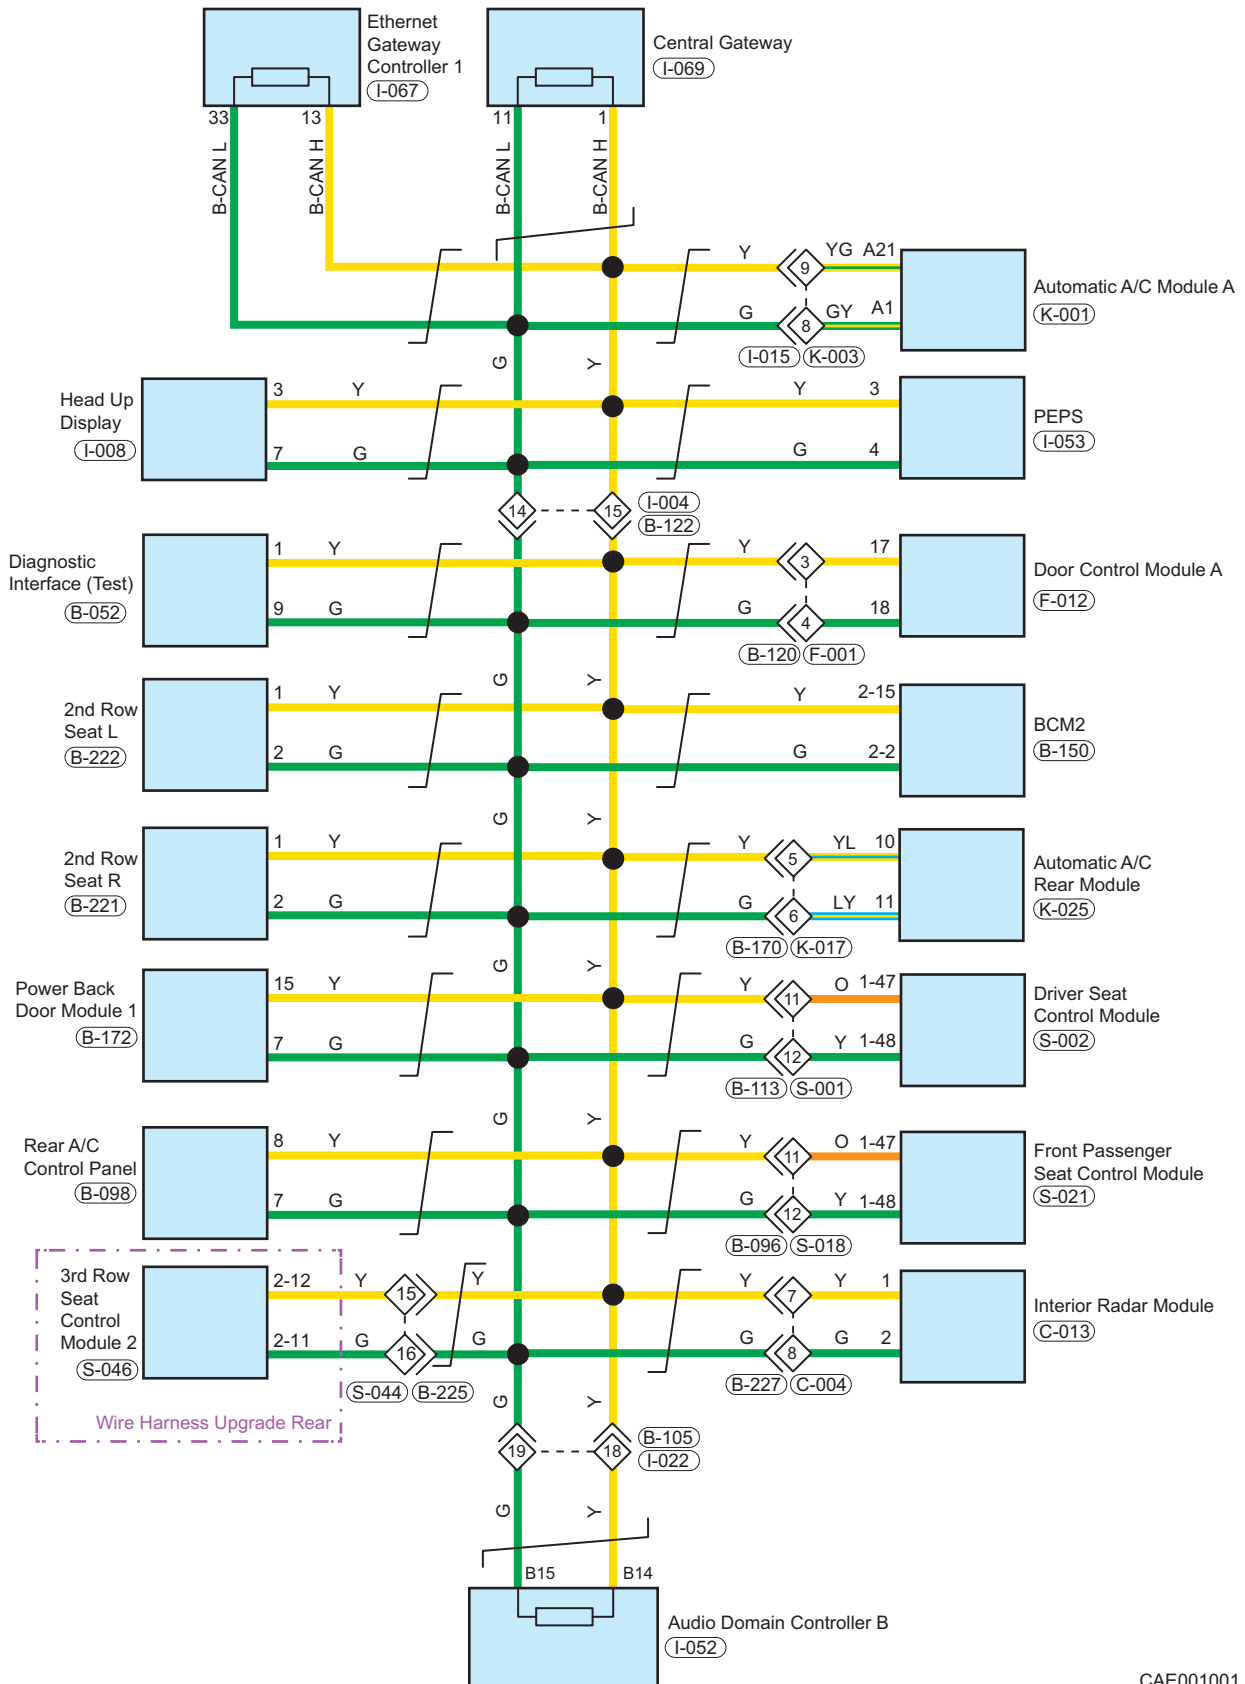 Ethernet
Gateway
Controller 1
I-067
Central Gateway
I-069
33
13
11
1
B-CAN L
B-CAN H
B-CAN L
B-CAN H
Y
9
YG
A21
G
8
GY
A1
I-015
K-003
Automatic A/C Module A
K-001
G
Y
Head Up
Display
I-008
3
Y
7
G
Y
3
G
4
PEPS
I-053
14
15
I-004
B-122
Diagnostic
Interface (Test)
B-052
1
Y
9
G
Y
3
17
G
4
18
B-120
F-001
Door Control Module A
F-012
G
Y
2nd Row
Seat L
B-222
1
Y
2
G
Y
2-15
G
2-2
BCM2
B-150
G
Y
2nd Row
Seat R
B-221
1
Y
2
G
Y
5
YL
10
G
6
LY
11
B-170
K-017
Automatic A/C
Rear Module
K-025
G
Y
Power Back
Door Module 1
B-172
15
Y
7
G
Y
11
O
1-47
G
12
Y
1-48
B-113
S-001
Driver Seat
Control Module
S-002
G
Y
Rear A/C
Control Panel
B-098
8
Y
7
G
Y
11
O
1-47
G
12
Y
1-48
B-096
S-018
Front Passenger
Seat Control Module
S-021
3rd Row
Seat
Control
Module 2
S-046
2-12
Y
15
Y
2-11
G
16
G
S-044
B-225
Wire Harness Upgrade Rear
Y
7
Y
1
G
8
G
2
B-227
C-004
Interior Radar Module
C-013
G
Y
19
18
B-105
I-022
G
Y
B15
B14
Audio Domain Controller B
I-052
CAE001001